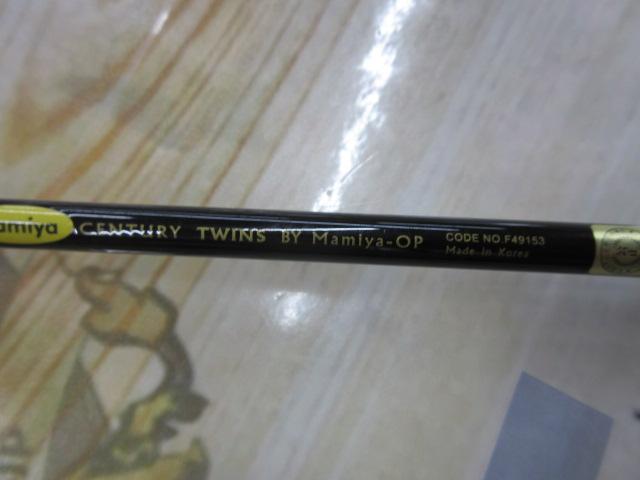 amiya CENTURY TWINS BY Mamiya-OP CODE NO.F49153
Made in Korea